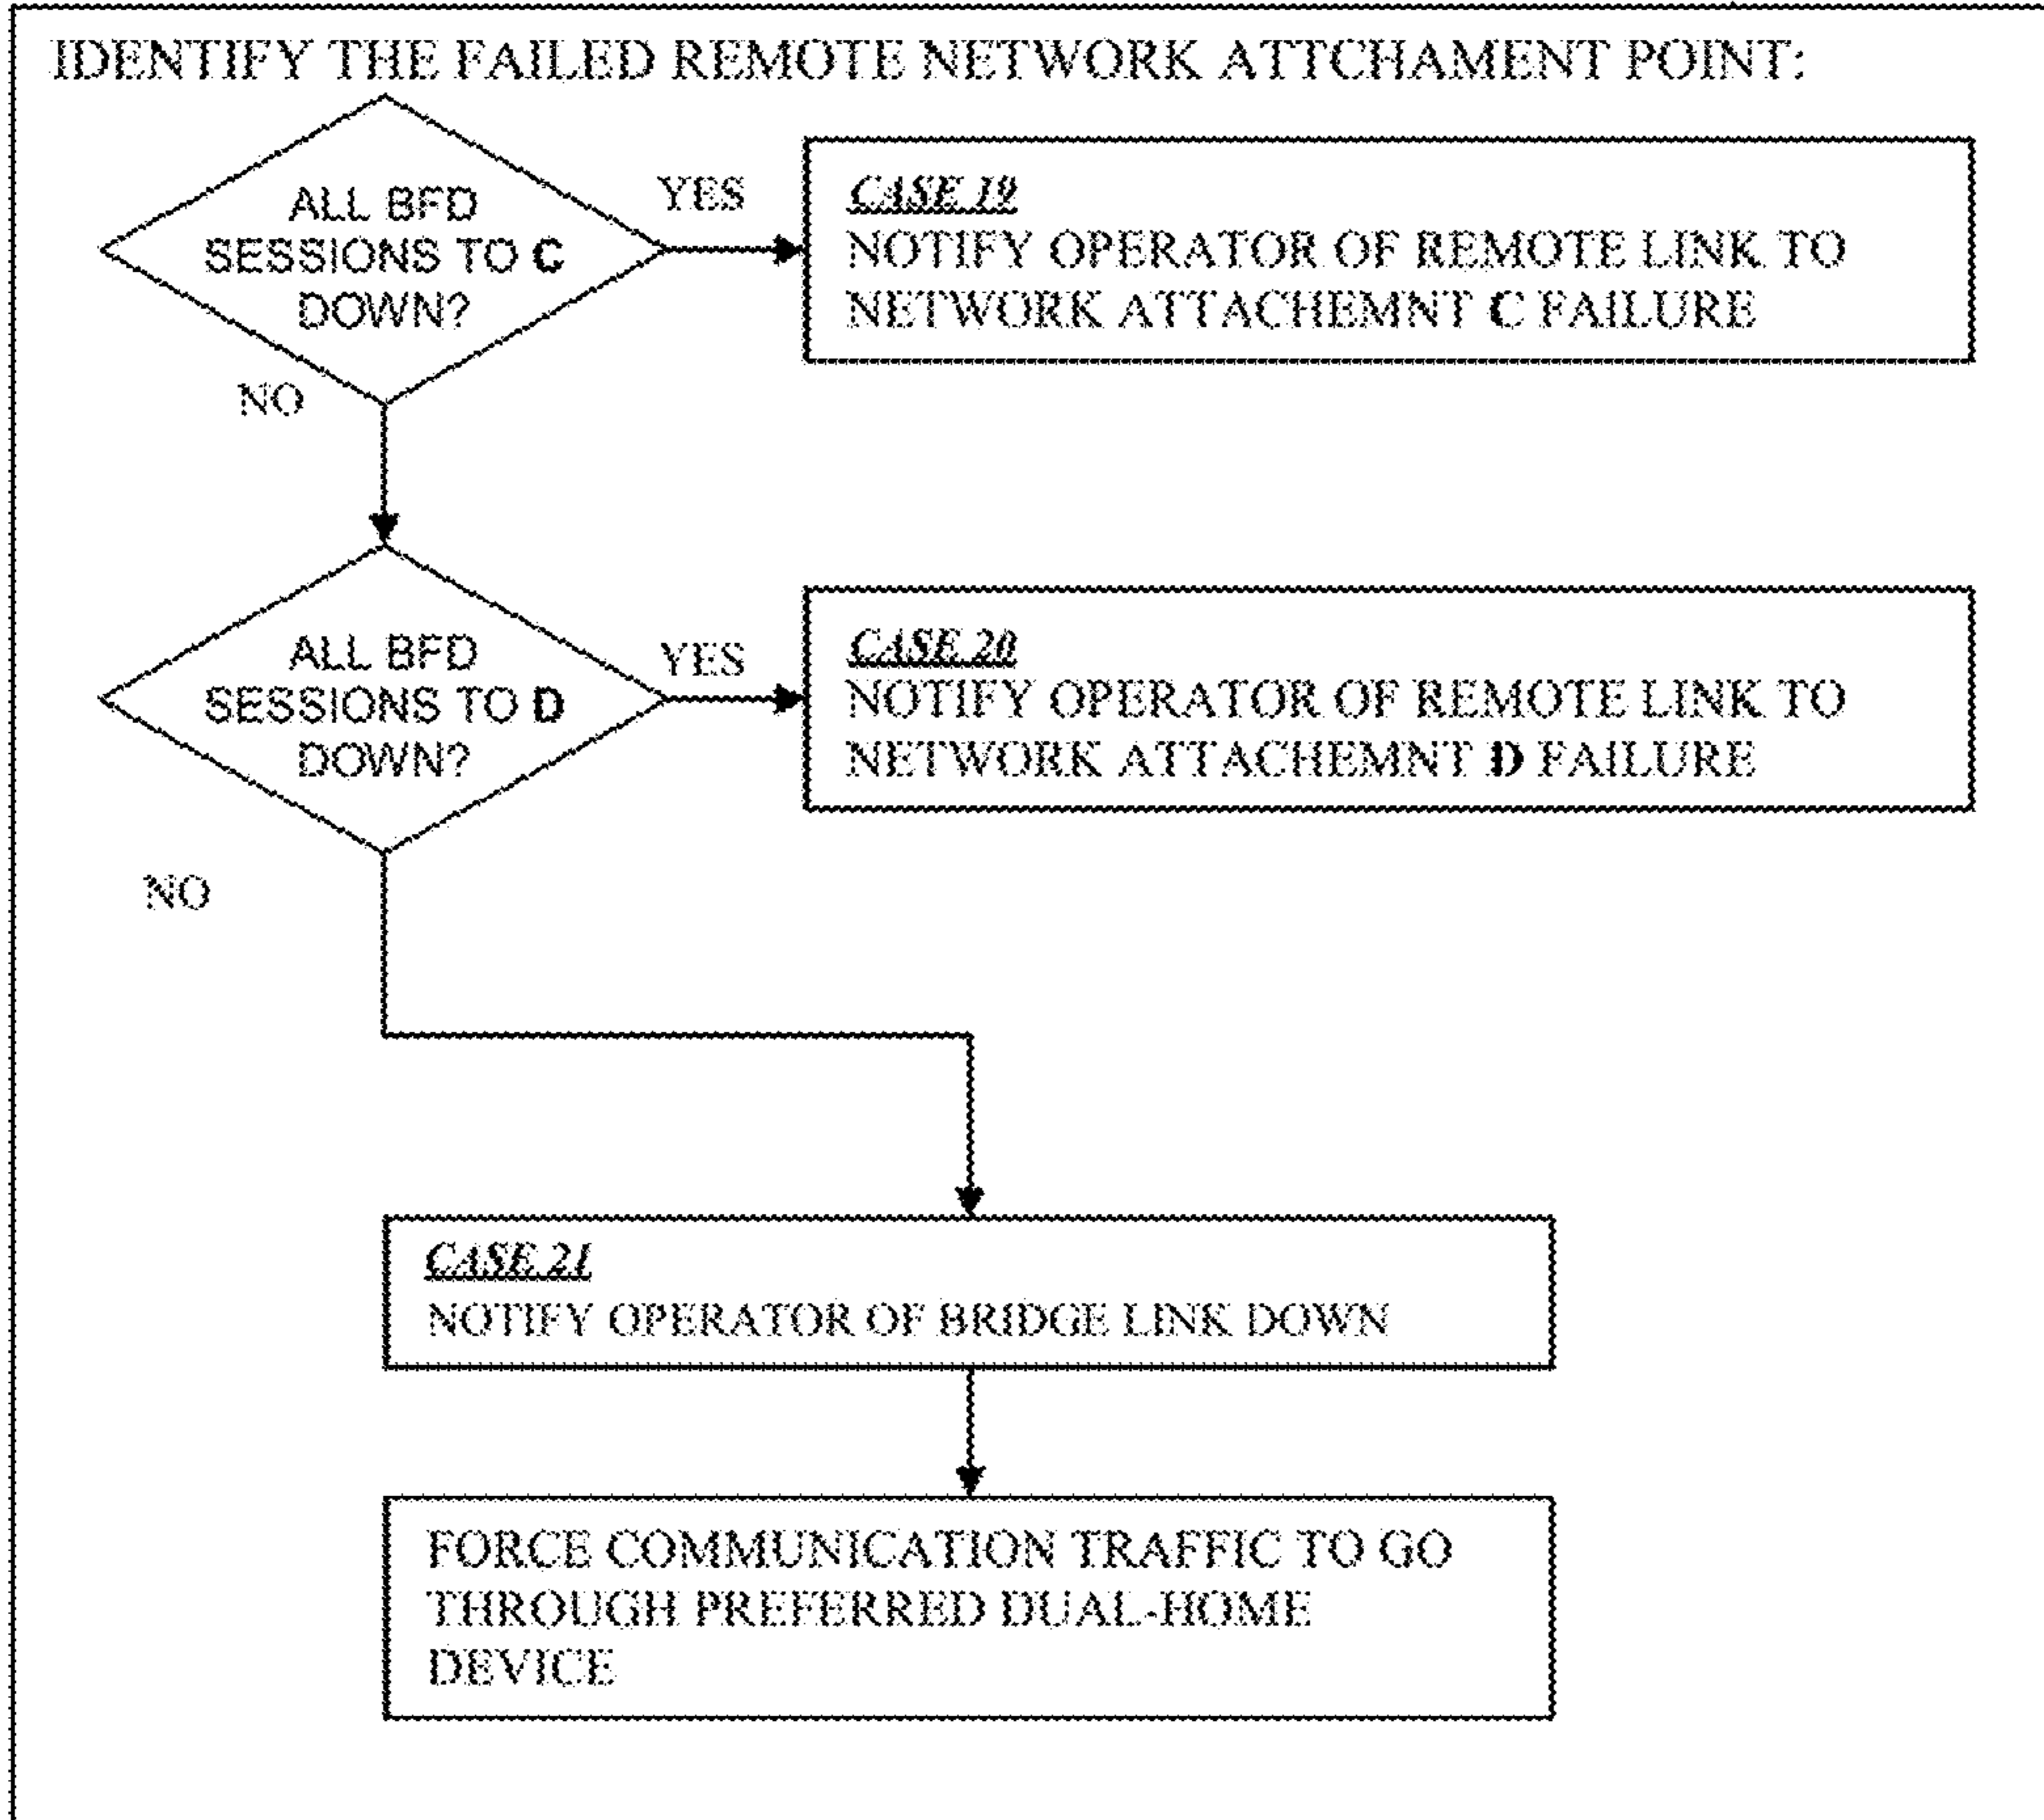 IDENTIFY THE FAILED REMOTE NETWORK ATTCHAMENT POINT:
ALL BFD
SESSIONS TO C
DOWN?
YES
CASE 19
NOTIFY OPERATOR OF REMOTE LINK TO
NETWORK ATTACHEMNT C FAILURE
NO
ALL BFD
SESSIONS TO D
DOWN?
YES
CASE 20
NOTIFY OPERATOR OF REMOTE LINK TO
NETWORK ATTACHEMNT D FAILURE
NO
CASE 21
NOTIFY OPERATOR OF BRIDGE LINK DOWN
FORCE COMMUNICATION TRAFFIC TO GO
THROUGH PREFERRED DUAL-HOME
DEVICE